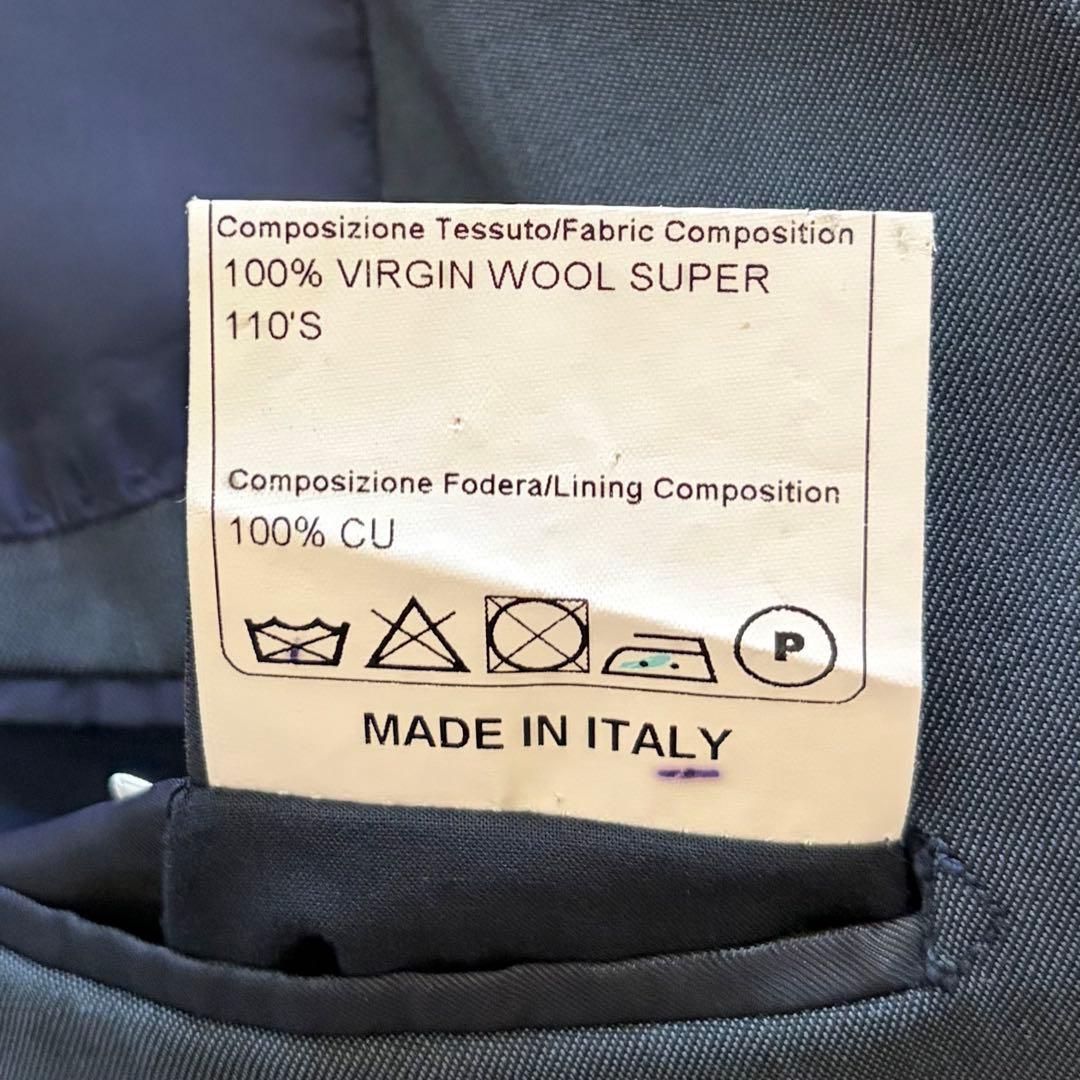 Composizione Tessuto/Fabric Composition
100% VIRGIN WOOL SUPER
110'S
Composizione Fodera/Lining Composition
100% CU
P
MADE IN ITALY